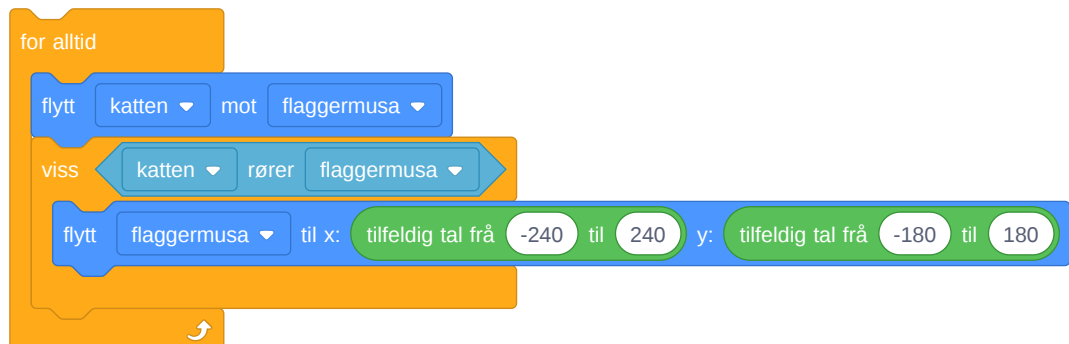 for alltid
flytt katten mot flaggermusa
viss katten rører flaggermusa
flytt flaggermusa til x: tilfeldig tal frå -240 til 240 y: tilfeldig tal frå -180 til 180